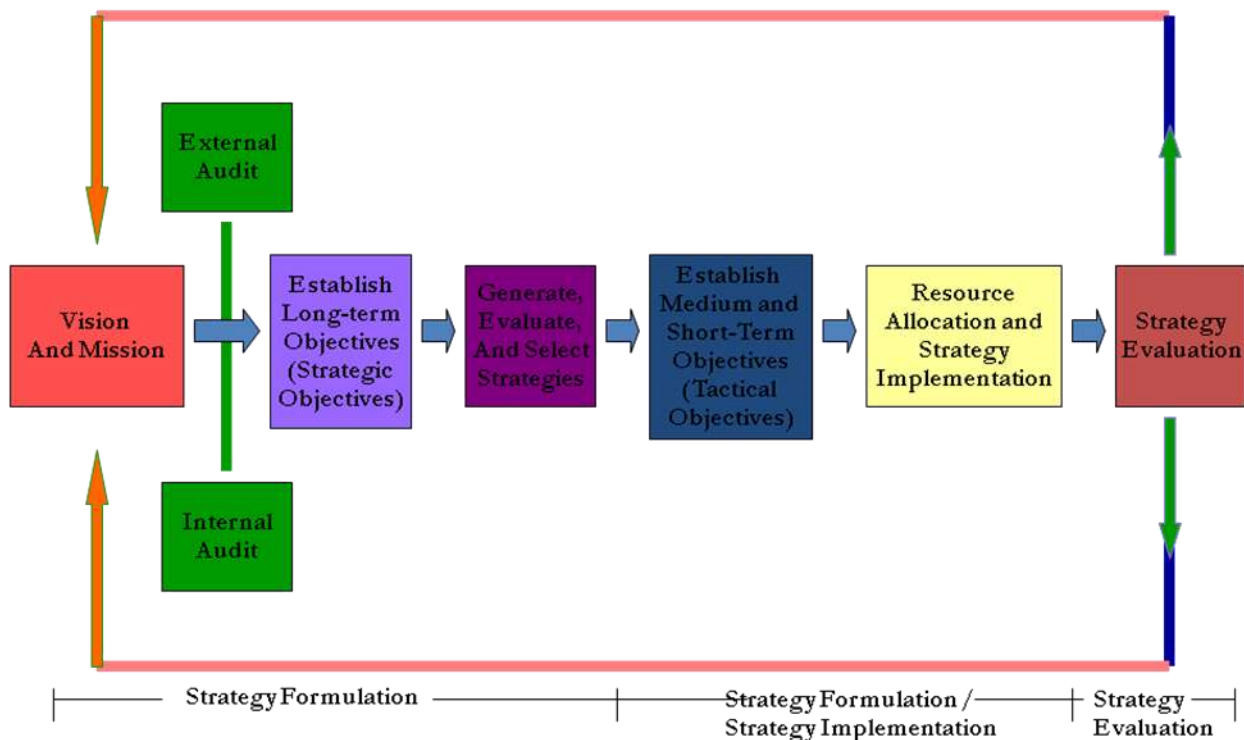 External
Audit
Vision
And Mission
Establish
Long-term
Objectives
(Strategic
Objectives)
Generate,
Evaluate,
And Select
Strategies
Establish
Medium and
Short-Term
Objectives
(Tactical
Objectives)
Resource
Allocation and
Strategy
Implementation
Strategy
Evaluation
Internal
Audit
Strategy Formulation
Strategy Formulation /
Strategy Implementation
Strategy
Evaluation